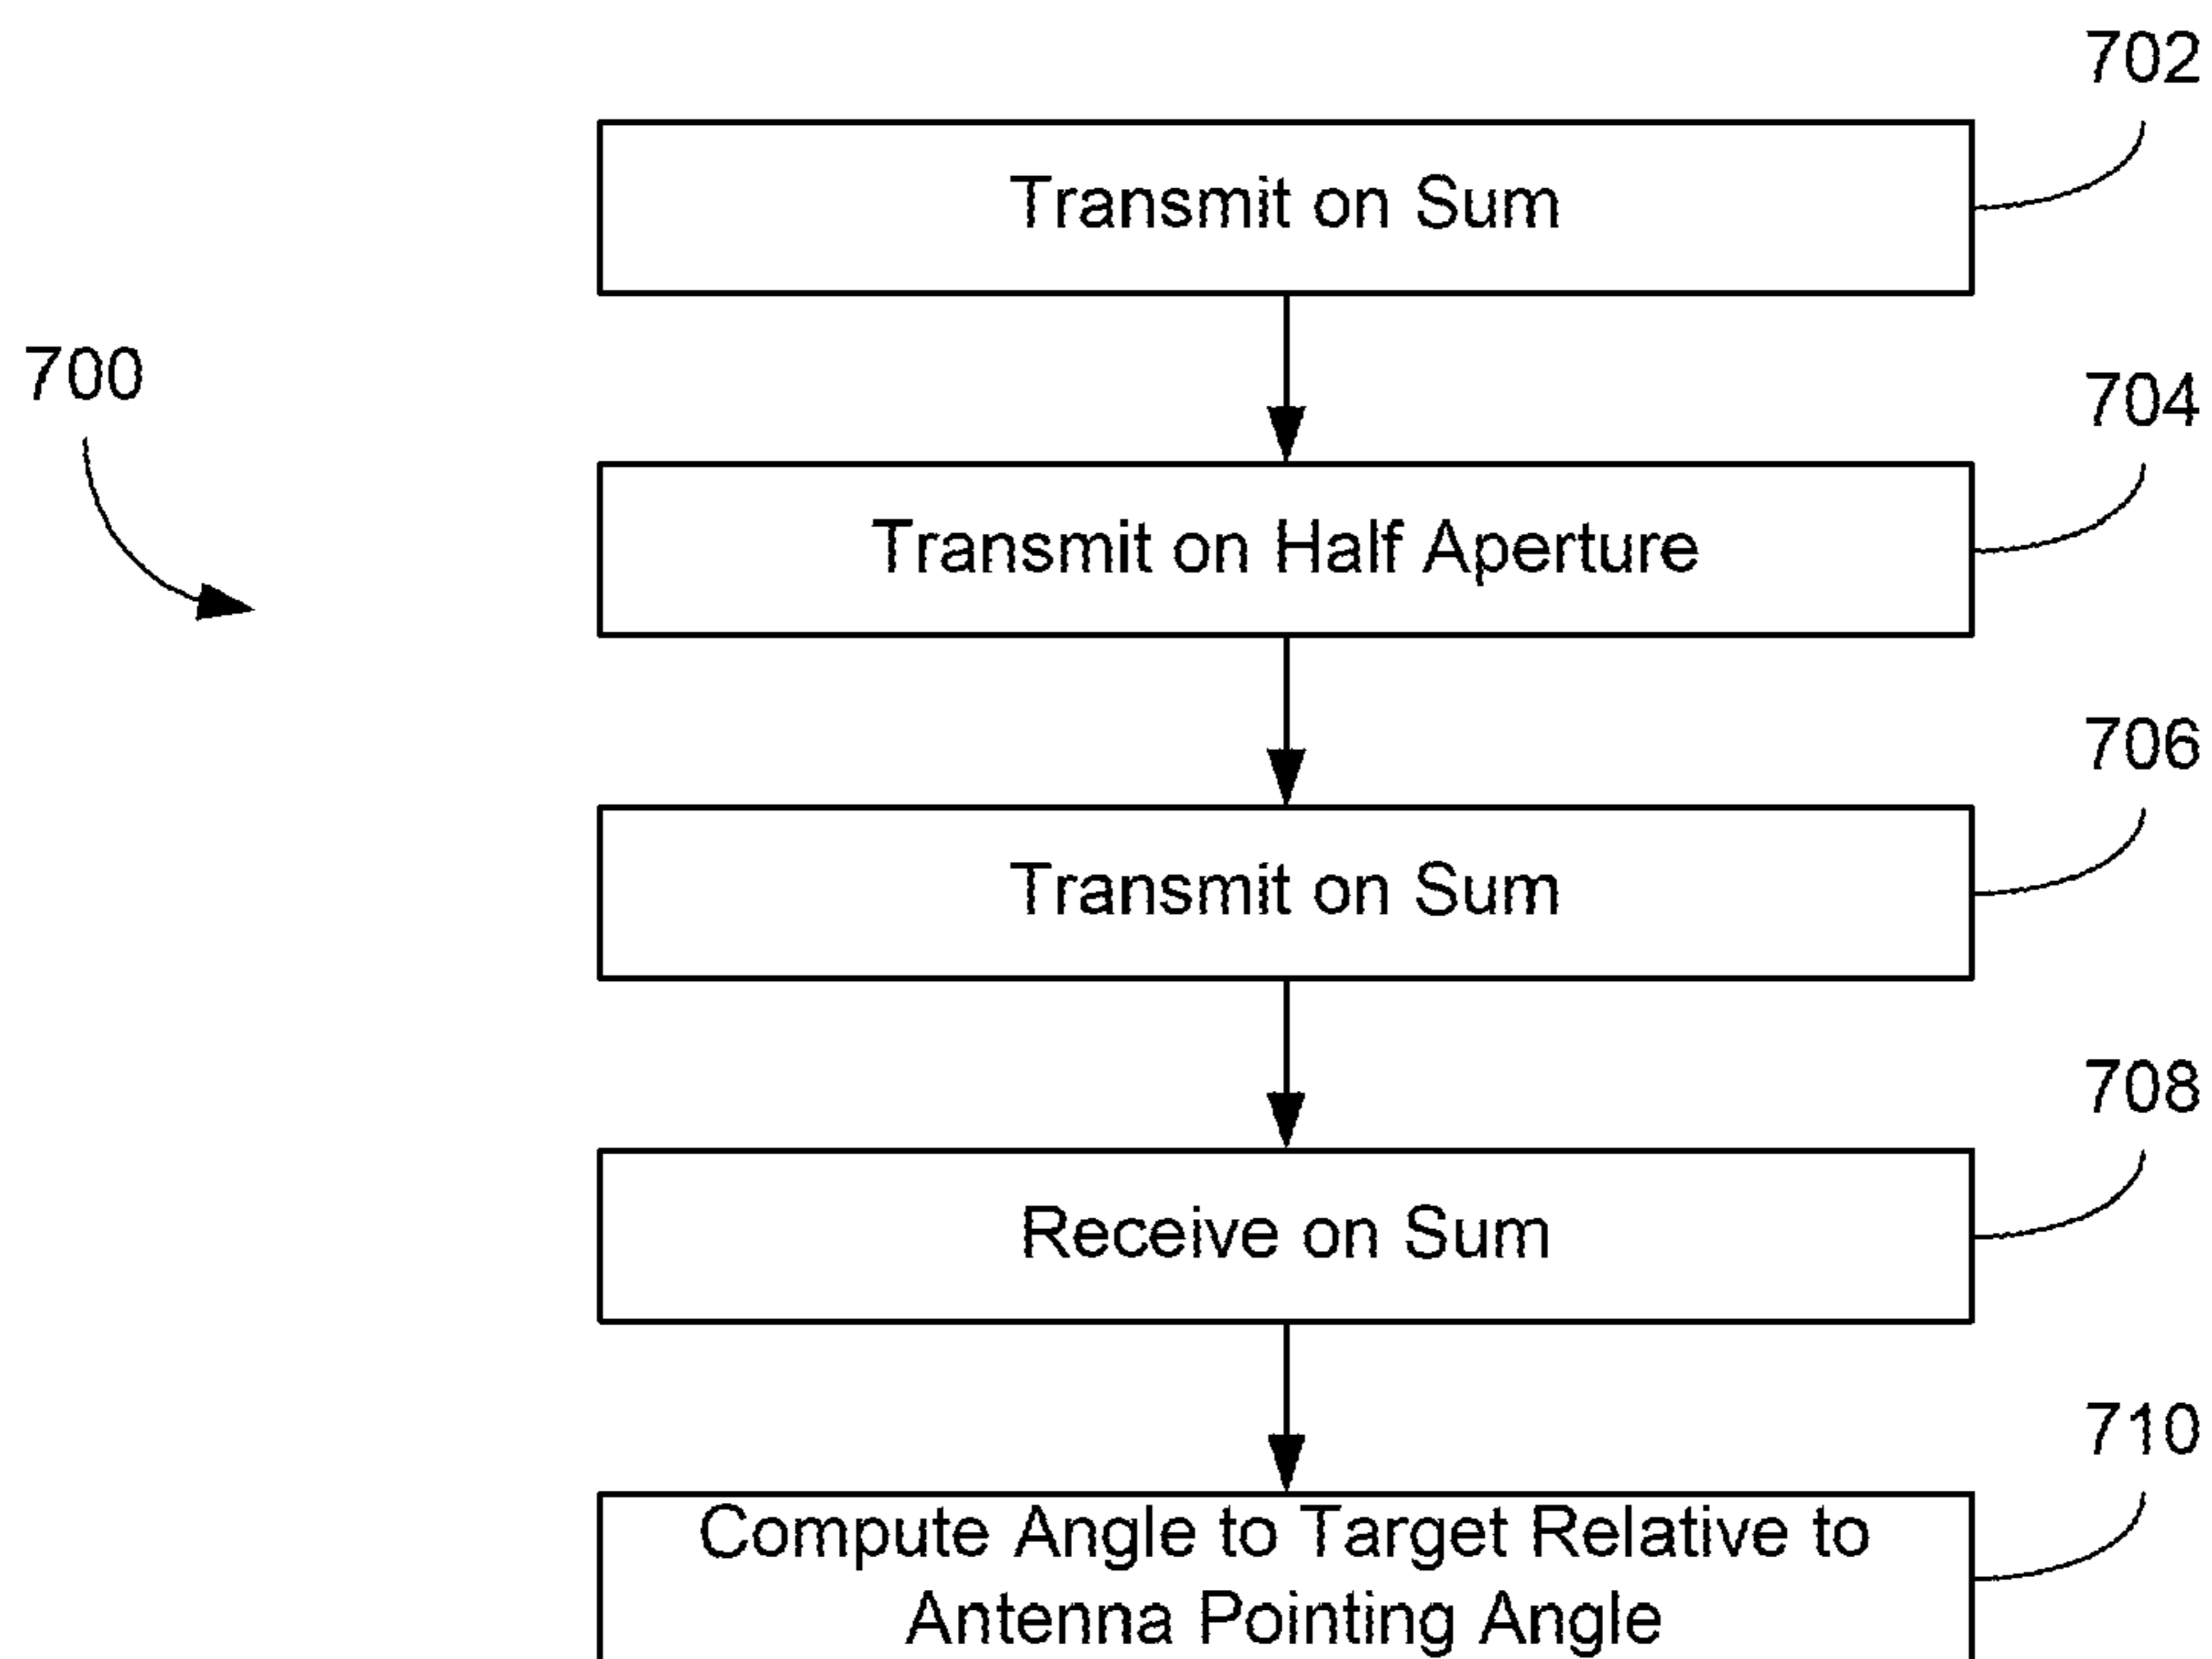 702
Transmit on Sum
700
704
Transmit on Half Aperture
706
Transmit on Sum
708
Receive on Sum
710
Compute Angle to Target Relative to
Antenna Pointing Angle